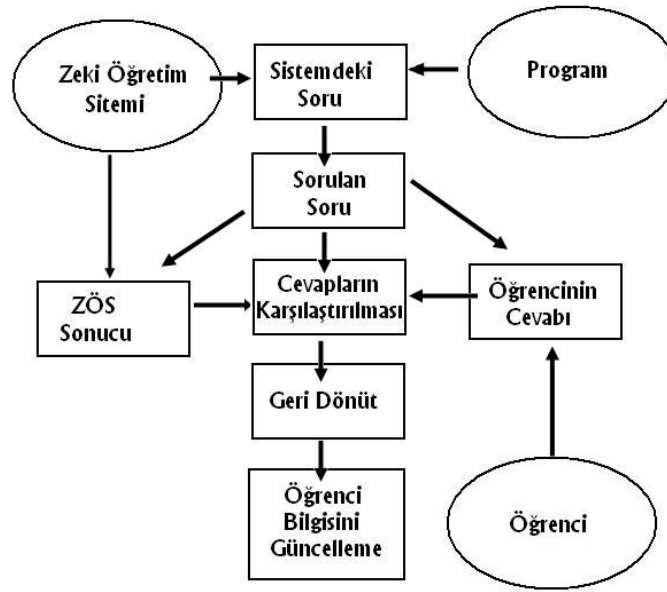 Zeki Öğretim
Sitemi
Sistemdeki
Soru
Program
Sorulan
Soru
ZÖS
Sonucu
Cevapların
Karşılaştırılması
Öğrencinin
Cevabı
Geri Dönüt
Öğrenci
Bilgisini
Güncelleme
Öğrenci